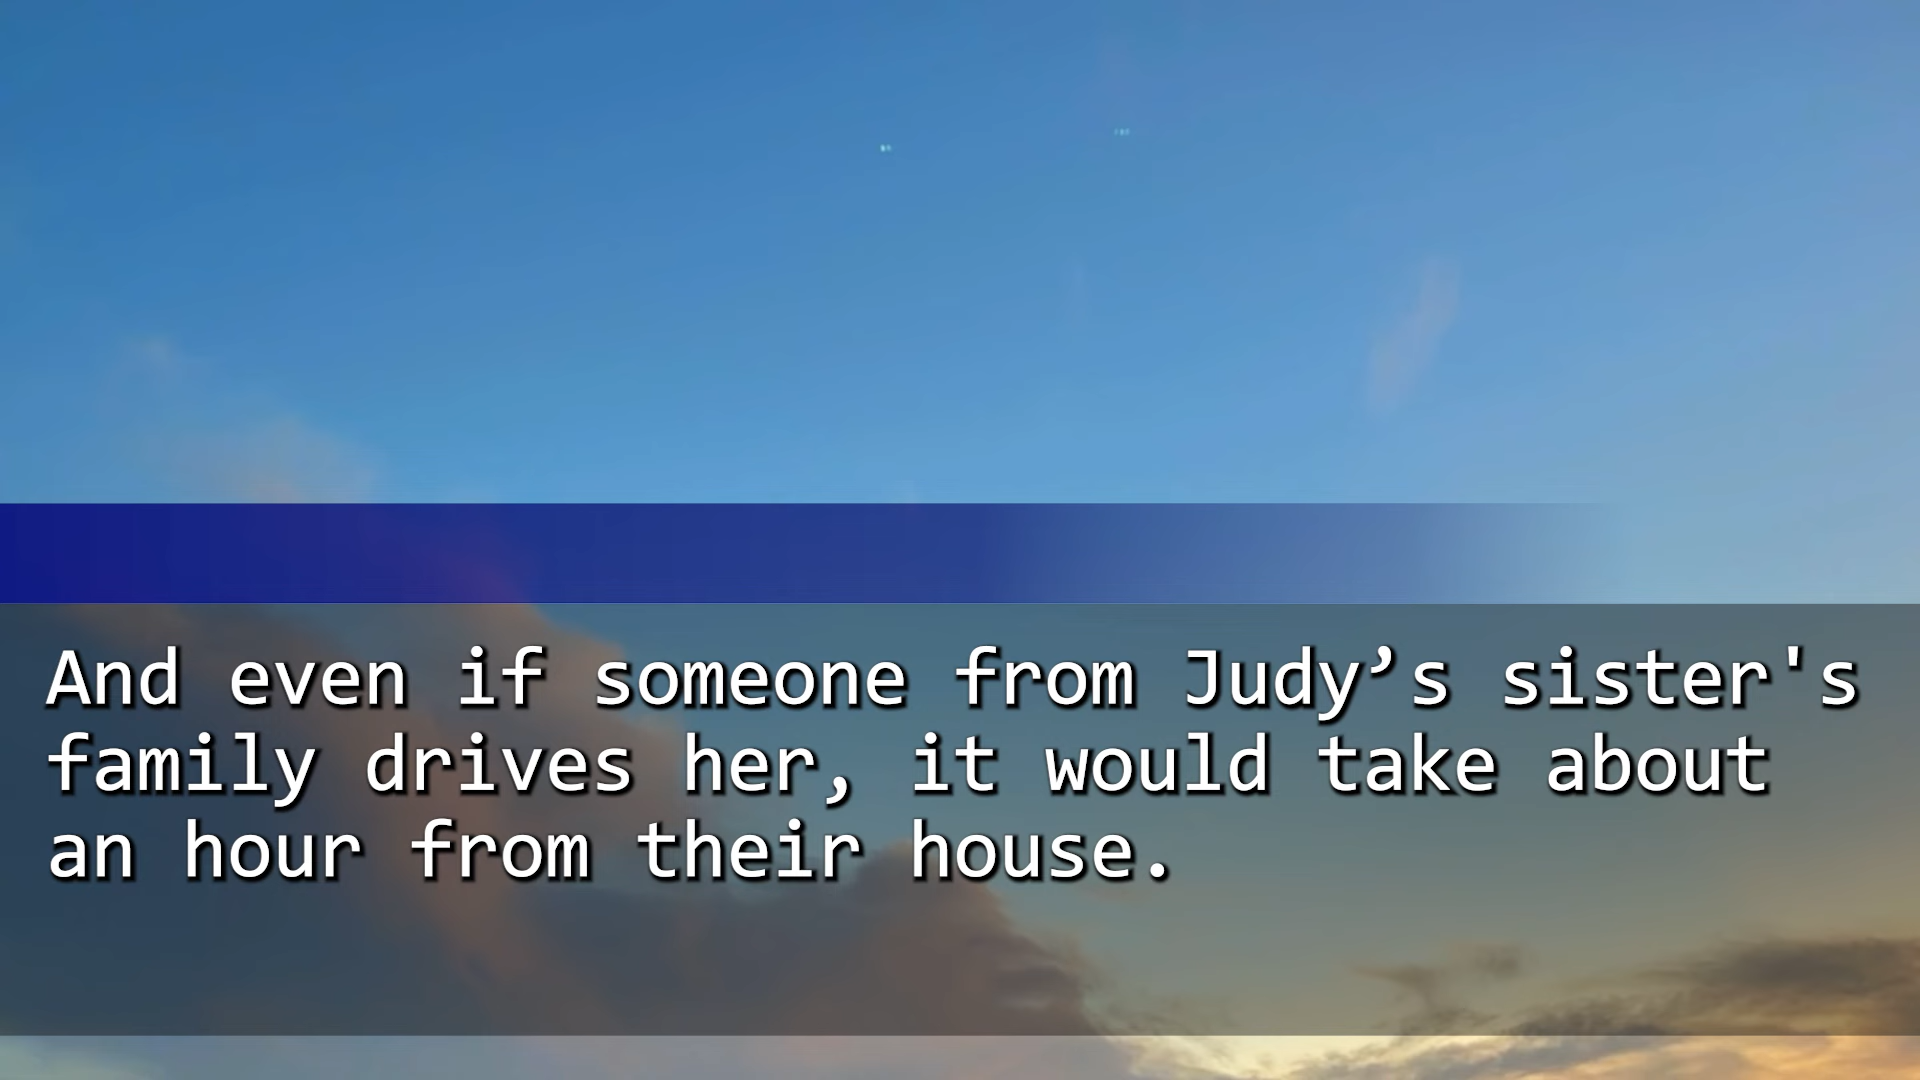 And even if someone from Judy’s sister's
family drives her, it would take about
an hour from their house.